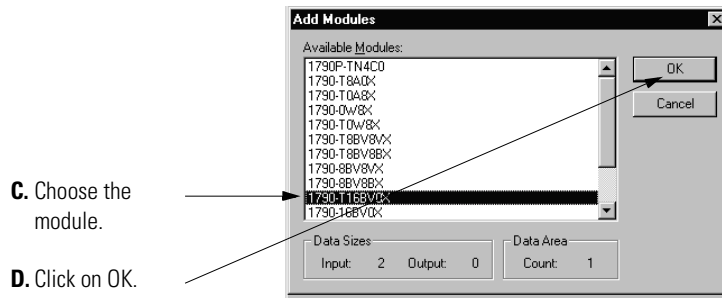 Add Modules
Available Modules:
1790P-TN4C0
1790-T8A0X
1790-T0A8X
1790-0W8X
1790-T0W8X
1790-T8BV8VX
1790-T8BV8BX
1790-8BV8VX
1790-8BV8BX
1790-T16BV0X
1790-16BV0X
OK
Cancel
Data Sizes
Input: 2 Output: 0
Data Area
Count: 1
C. Choose the
module.
D. Click on OK.